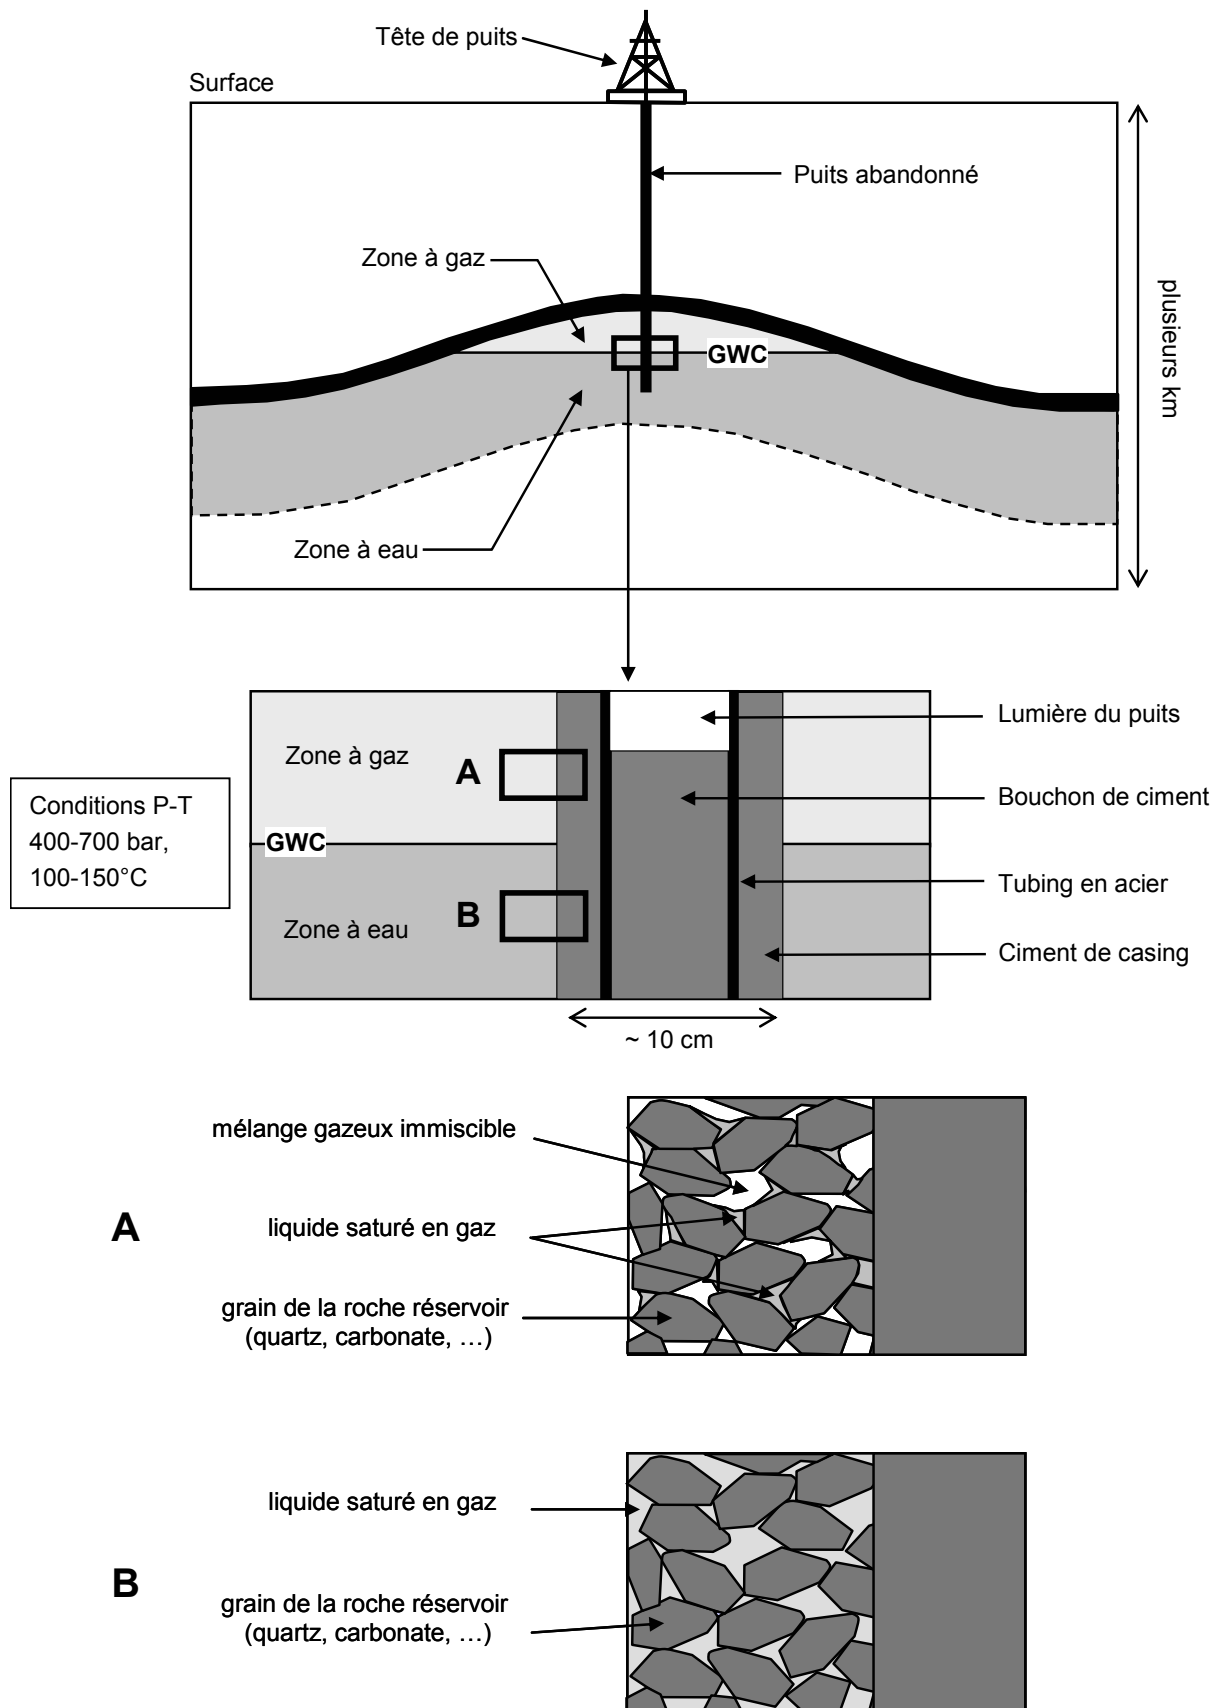 Tête de puits
Surface
Puits abandonné
Zone à gaz
GWC
plusieurs km
Zone à eau
Lumière du puits
Zone à gaz
A
Bouchon de ciment
Conditions P-T
400-700 bar,
100-150°C
GWC
Tubing en acier
B
Zone à eau
Ciment de casing
~ 10 cm
mélange gazeux immiscible
A
liquide saturé en gaz
grain de la roche réservoir
(quartz, carbonate, …)
liquide saturé en gaz
B
grain de la roche réservoir
(quartz, carbonate, …)